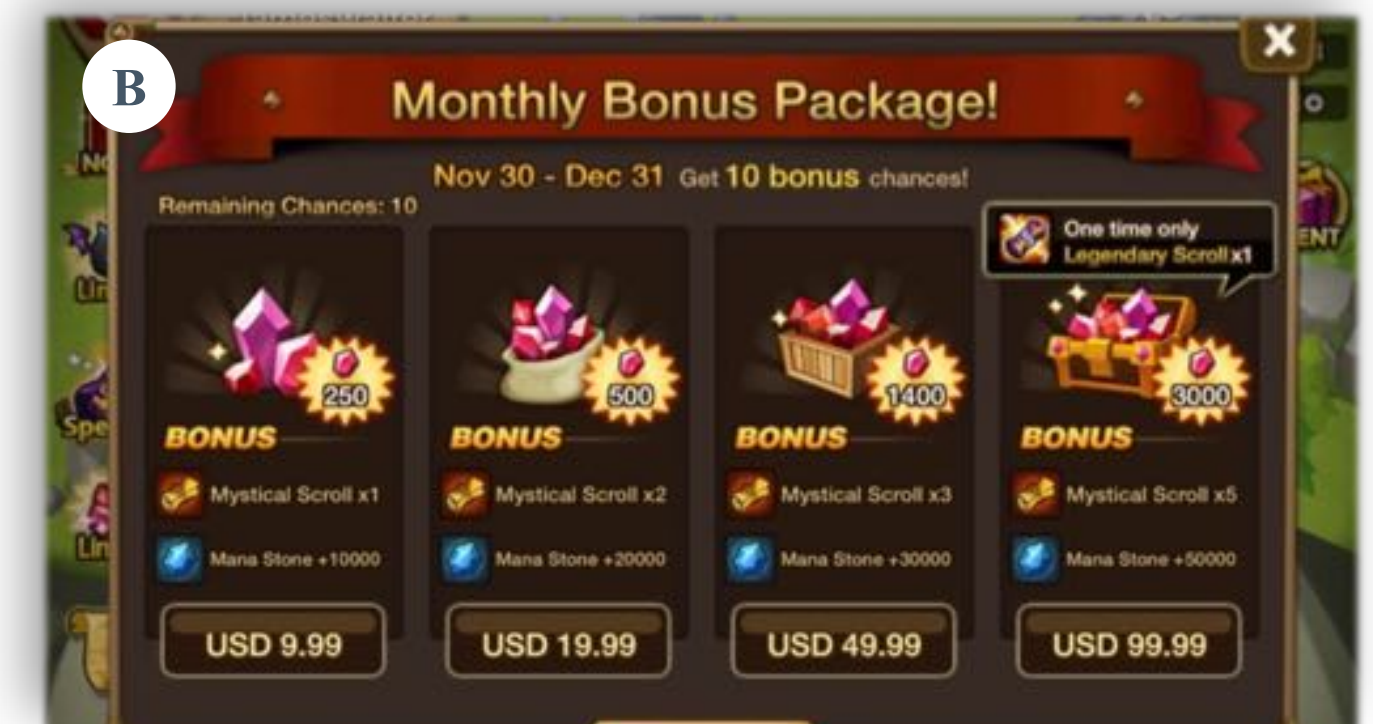 B
Monthly Bonus Package!
Nov 30 - Dec 31 Get 10 bonus chances!
Remaining Chances: 10
One time only
Legendary Scroll x1
250
500
1400
3000
BONUS
BONUS
BONUS
BONUS
Mystical Scroll x1
Mystical Scroll x2
Mystical Scroll x3
Mystical Scroll x5
Mana Stone +10000
Mana Stone +20000
Mana Stone +30000
Mana Stone +50000
USD 9.99
USD 19.99
USD 49.99
USD 99.99